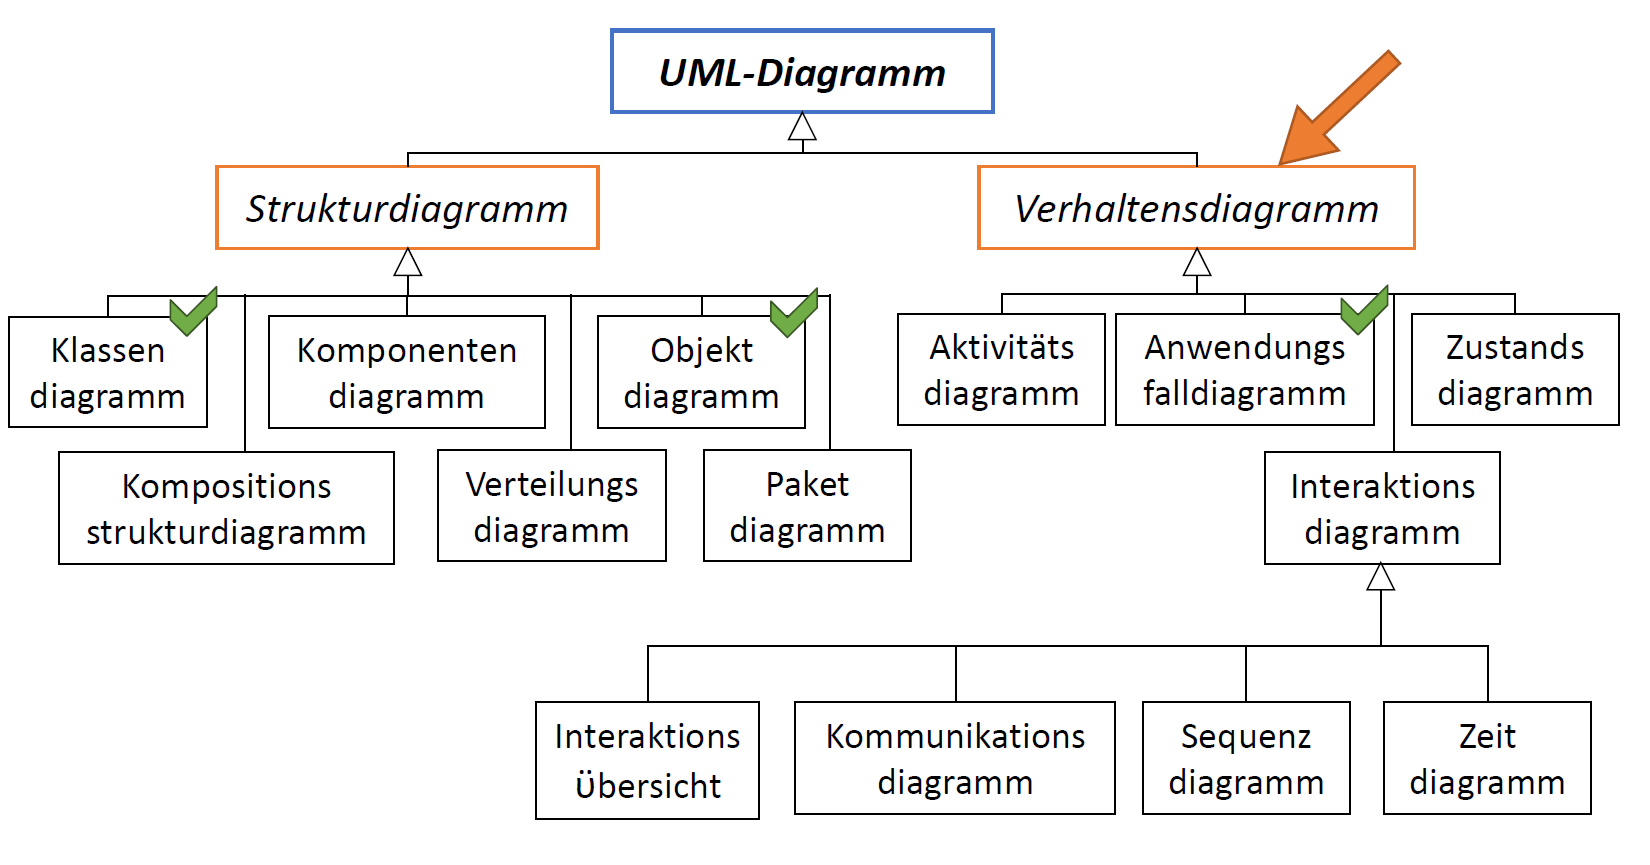 UML-Diagramm
Strukturdiagramm
Verhaltensdiagramm
Klassen
diagramm
Komponenten
diagramm
Objekt
diagramm
Aktivitäts
diagramm
Anwendungs
falldiagramm
Zustands
diagramm
Kompositions
strukturdiagramm
Verteilungs
diagramm
Paket
diagramm
Interaktions
diagramm
Interaktions
übersicht
Kommunikations
diagramm
Sequenz
diagramm
Zeit
diagramm